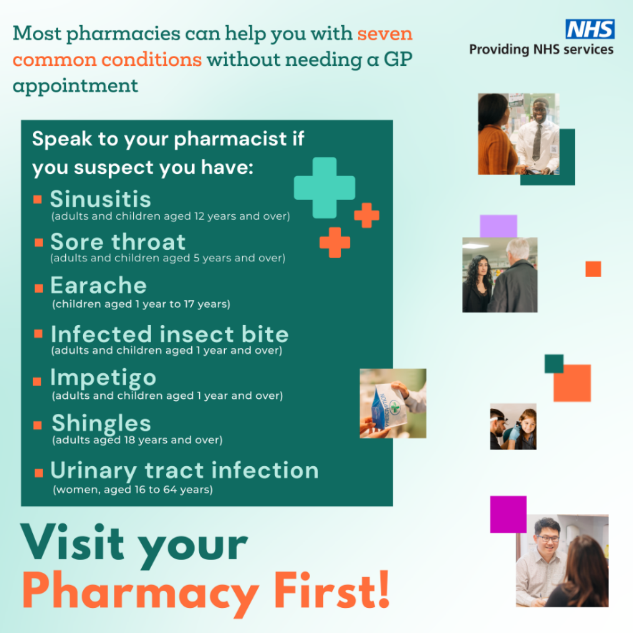 Most pharmacies can help you with seven
common conditions without needing a GP
appointment
NHS
Providing NHS services
Speak to your pharmacist if
you suspect you have:
Sinusitis
(adults and children aged 12 years and over)
Sore throat
(adults and children aged 5 years and over)
Earache
(children aged 1 year to 17 years)
Infected insect bite
(adults and children aged 1 year and over)
Impetigo
(adults and children aged 1 year and over)
Shingles
(adults aged 18 years and over)
Urinary tract infection
(women, aged 16 to 64 years)
Visit your
Pharmacy First!